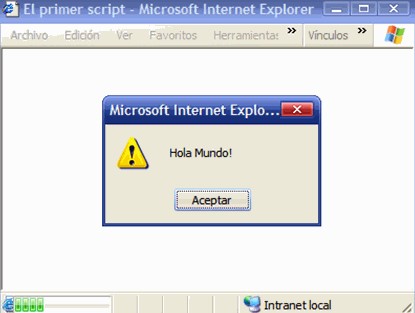 El primer script - Microsoft Internet Explorer
Archivo Edición Ver Favoritos Herramientas » Vínculos »
Microsoft Internet Explo...
Hola Mundo!
Aceptar
Intranet local